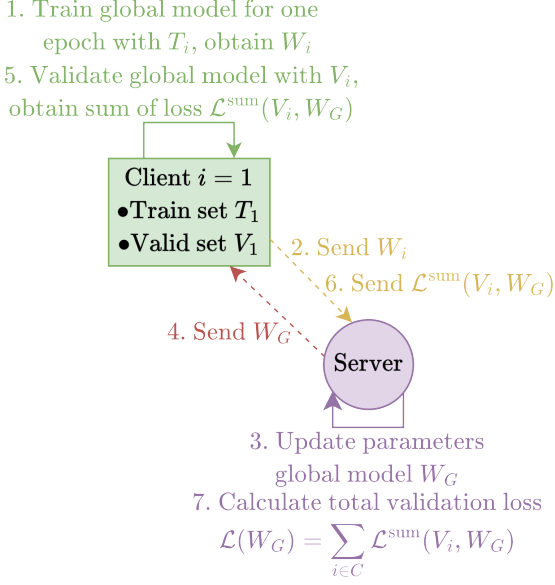 1. Train global model for one
epoch with $T_i$, obtain $W_i$
5. Validate global model with $V_i$,
obtain sum of loss $\mathcal{L}^{\text{sum}}(V_i, W_G)$
Client $i = 1$
•Train set $T_1$
•Valid set $V_1$
2. Send $W_i$
6. Send $\mathcal{L}^{\text{sum}}(V_i, W_G)$
4. Send $W_G$
Server
3. Update parameters
global model $W_G$
7. Calculate total validation loss
$\mathcal{L}(W_G) = \sum_{i \in C} \mathcal{L}^{\text{sum}}(V_i, W_G)$